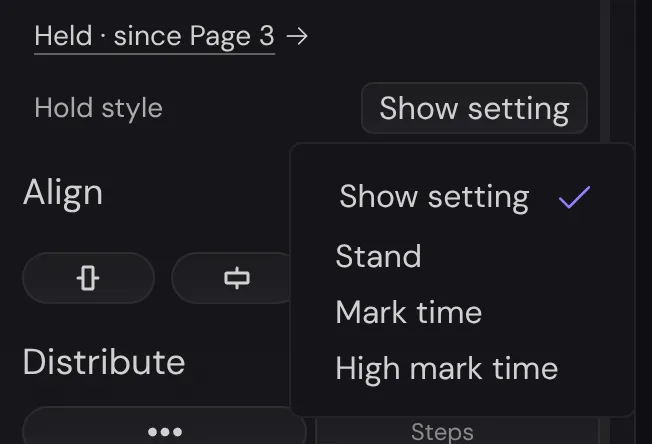 Held · since Page 3 →
Hold style
Show setting
Align
Show setting
Stand
Mark time
High mark time
Distribute
Steps